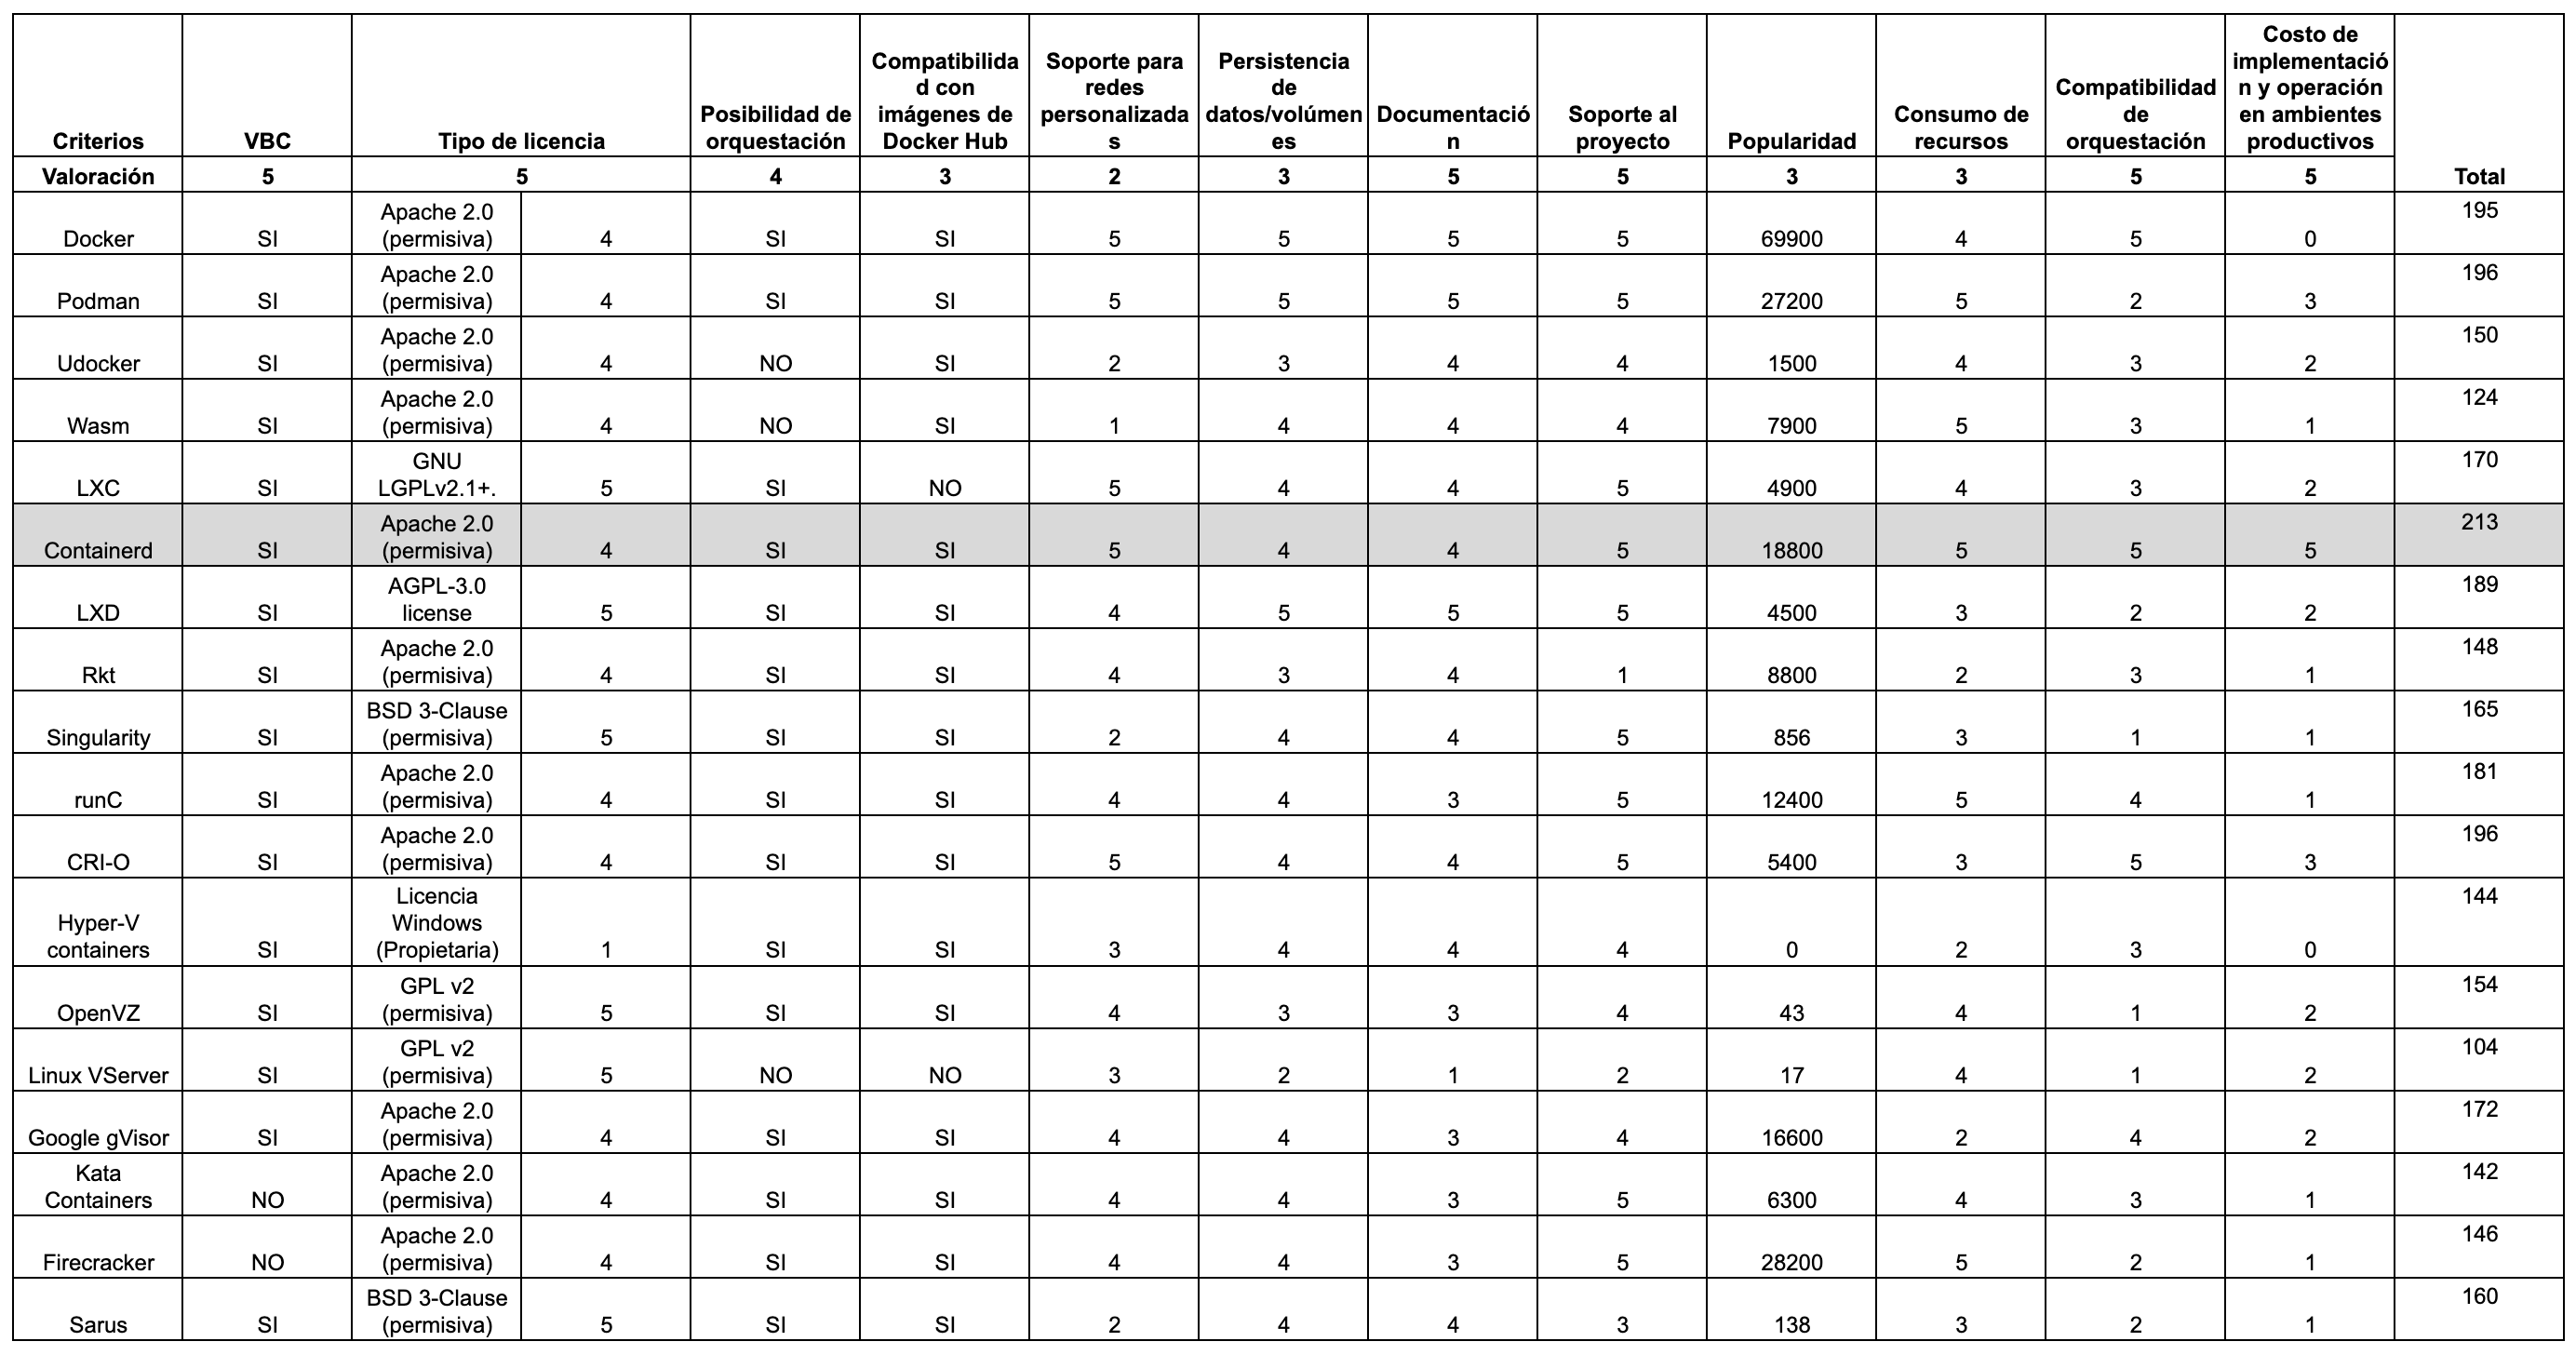 Criterios	VBC	Tipo de licencia	Posibilidad de orquestación	Compatibilida d con imágenes de Docker Hub	Soporte para redes personalizada s	Persistencia de datos/volúmen es	Documentació n	Soporte al proyecto	Popularidad	Consumo de recursos	Compatibilidad de orquestación	Costo de implementació n y operación en ambientes productivos	Total
Valoración	5	5	4	3	2	3	5	5	3	3	5	5
Docker	SI	Apache 2.0 (permisiva)	4	SI	SI	5	5	5	5	69900	4	5	0	195
Podman	SI	Apache 2.0 (permisiva)	4	SI	SI	5	5	5	5	27200	5	2	3	196
Udocker	SI	Apache 2.0 (permisiva)	4	NO	SI	2	3	4	4	1500	4	3	2	150
Wasm	SI	Apache 2.0 (permisiva)	4	NO	SI	1	4	4	4	7900	5	3	1	124
LXC	SI	GNU LGPLv2.1+.	5	SI	NO	5	4	4	5	4900	4	3	2	170
Containerd	SI	Apache 2.0 (permisiva)	4	SI	SI	5	4	4	5	18800	5	5	5	213
LXD	SI	AGPL-3.0 license	5	SI	SI	4	5	5	5	4500	3	2	2	189
Rkt	SI	Apache 2.0 (permisiva)	4	SI	SI	4	3	4	1	8800	2	3	1	148
Singularity	SI	BSD 3-Clause (permisiva)	5	SI	SI	2	4	4	5	856	3	1	1	165
runC	SI	Apache 2.0 (permisiva)	4	SI	SI	4	4	3	5	12400	5	4	1	181
CRI-O	SI	Apache 2.0 (permisiva)	4	SI	SI	5	4	4	5	5400	3	5	3	196
Hyper-V containers	SI	Licencia Windows (Propietaria)	1	SI	SI	3	4	4	4	0	2	3	0	144
OpenVZ	SI	GPL v2 (permisiva)	5	SI	SI	4	3	3	4	43	4	1	2	154
Linux VServer	SI	GPL v2 (permisiva)	5	NO	NO	3	2	1	2	17	4	1	2	104
Google gVisor	SI	Apache 2.0 (permisiva)	4	SI	SI	4	4	3	4	16600	2	4	2	172
Kata Containers	NO	Apache 2.0 (permisiva)	4	SI	SI	4	4	3	5	6300	4	3	1	142
Firecracker	NO	Apache 2.0 (permisiva)	4	SI	SI	4	4	3	5	28200	5	2	1	146
Sarus	SI	BSD 3-Clause (permisiva)	5	SI	SI	2	4	4	3	138	3	2	1	160